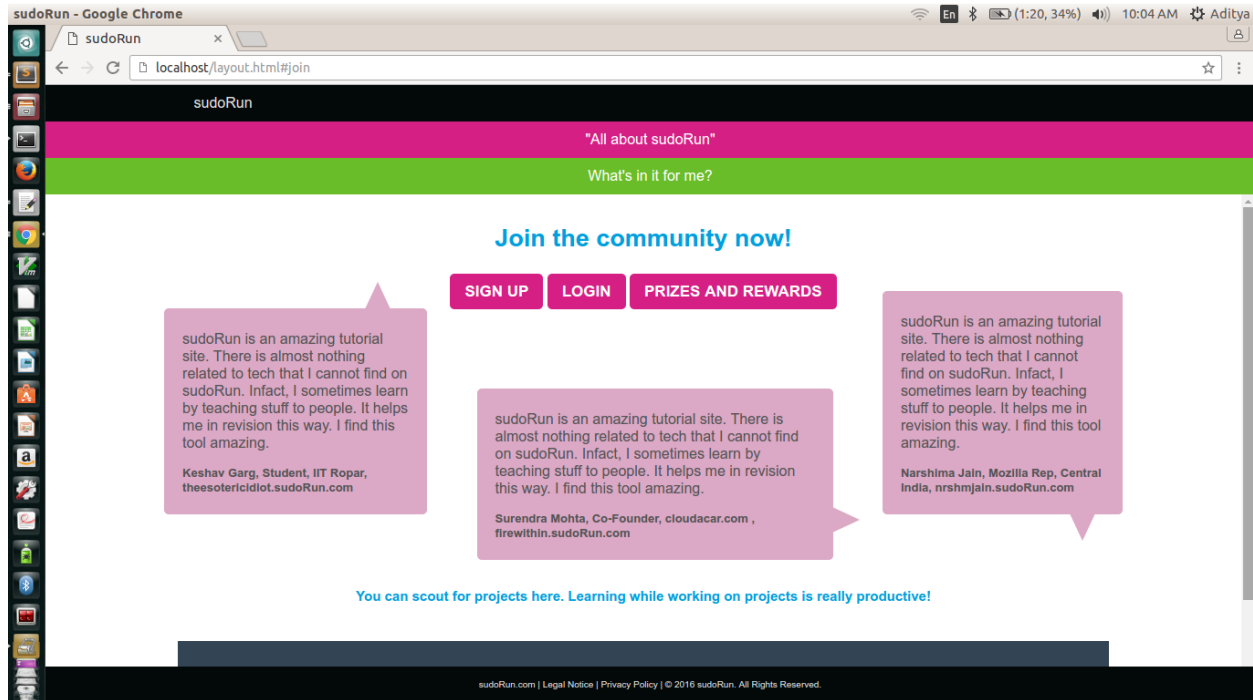 sudoRun - Google Chrome
En (1:20, 34%) 10:04 AM Aditya
sudoRun ×
localhost/layout.html#join
sudoRun
"All about sudoRun"
What's in it for me?
Join the community now!
SIGN UP LOGIN PRIZES AND REWARDS
sudoRun is an amazing tutorial
site. There is almost nothing
related to tech that I cannot find on
sudoRun. Infact, I sometimes learn
by teaching stuff to people. It helps
me in revision this way. I find this
tool amazing.
Keshav Garg, Student, IIT Ropar,
theesotericidiot.sudoRun.com
sudoRun is an amazing tutorial site. There is
almost nothing related to tech that I cannot find
on sudoRun. Infact, I sometimes learn by
teaching stuff to people. It helps me in revision
this way. I find this tool amazing.
Surendra Mohta, Co-Founder, cloudacar.com ,
firewithin.sudoRun.com
sudoRun is an amazing tutorial
site. There is almost nothing
related to tech that I cannot
find on sudoRun. Infact, I
sometimes learn by teaching
stuff to people. It helps me in
revision this way. I find this tool
amazing.
Narshima Jain, Mozilla Rep, Central
India, nrshmjain.sudoRun.com
You can scout for projects here. Learning while working on projects is really productive!
sudoRun.com | Legal Notice | Privacy Policy | © 2016 sudoRun. All Rights Reserved.